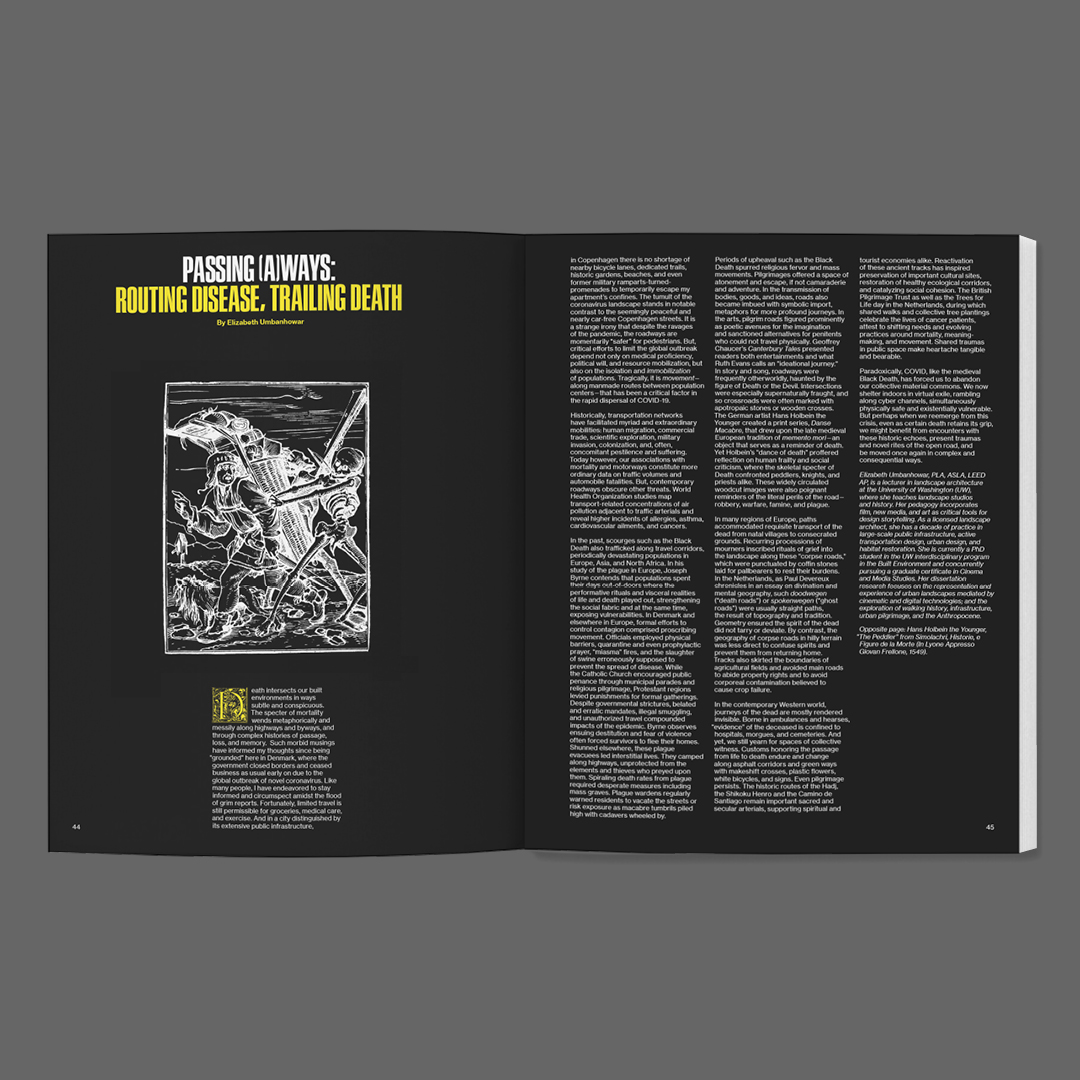 PASSING (A)WAYS:
ROUTING DISEASE, TRAILING DEATH
By Elizabeth Umbanhowar
Death intersects our built
environments in ways
subtle and conspicuous.
The specter of mortality
wends metaphorically and
messily along highways and byways, and
through complex histories of passage,
loss, and memory. Such morbid musings
have informed my thoughts since being
"grounded" here in Denmark, where the
government closed borders and ceased
business as usual early on due to the
global outbreak of novel coronavirus. Like
many people, I have endeavored to stay
informed and circumspect amidst the flood
of grim reports. Fortunately, limited travel is
still permissible for groceries, medical care,
and exercise. And in a city distinguished by
its extensive public infrastructure,
44
in Copenhagen there is no shortage of
nearby bicycle lanes, dedicated trails,
historic gardens, beaches, and even
former military ramparts-turned-
promenades to temporarily escape my
apartment's confines. The tumult of the
coronavirus landscape stands in notable
contrast to the seemingly peaceful and
nearly car-free Copenhagen streets. It is
a strange irony that despite the ravages
of the pandemic, the roadways are
momentarily "safer" for pedestrians. But,
critical efforts to limit the global outbreak
depend not only on medical proficiency,
political will, and resource mobilization, but
also on the isolation and immobilization
of populations. Tragically, it is movement—
along manmade routes between population
centers—that has been a critical factor in
the rapid dispersal of COVID-19.
Historically, transportation networks
have facilitated myriad and extraordinary
mobilities: human migration, commercial
trade, scientific exploration, military
invasion, colonization, and, often,
concomitant pestilence and suffering.
Today however, our associations with
mortality and motorways constitute more
ordinary data on traffic volumes and
automobile fatalities. But, contemporary
roadways obscure other threats. World
Health Organization studies map
transport-related concentrations of air
pollution adjacent to traffic arteries and
reveal higher incidents of allergies, asthma,
cardiovascular ailments, and cancers.
In the past, scourges such as the Black
Death also trafficked along travel corridors,
periodically devastating populations in
Europe, Asia, and North Africa. In his
study of the plague in Europe, Joseph
Byrne contends that populations spent
their days out-of-doors where the
performative rituals and visceral realities
of life and death played out, strengthening
the social fabric and at the same time,
exposing vulnerabilities. In Denmark and
elsewhere in Europe, formal efforts to
control contagion comprised proscribing
movement. Officials employed physical
barriers, quarantine and even prophylactic
prayer, "miasma" fires, and the slaughter
of swine erroneously supposed to
prevent the spread of disease. While
the Catholic Church encouraged public
penance through municipal parades and
religious pilgrimage, Protestant regions
levied punishments for formal gatherings.
Despite governmental strictures, belated
and erratic mandates, illegal smuggling,
and unauthorized travel compounded
impacts of the epidemic. Byrne observes
ensuing destitution and fear of violence
often forced survivors to flee their homes.
Shunned elsewhere, these plague
evacuees led interstitial lives. They camped
along highways, unprotected from the
elements and thieves who preyed upon
them. Spiraling death rates from plague
required desperate measures including
mass graves. Plague wardens regularly
warned residents to vacate the streets or
risk exposure as macabre tumbrils piled
high with cadavers wheeled by.
Periods of upheaval such as the Black
Death spurred religious fervor and mass
movements. Pilgrimages offered a space of
atonement and escape, if not camaraderie
and adventure. In the transmission of
bodies, goods, and ideas, roads also
became imbued with symbolic import,
metaphors for more profound journeys. In
the arts, pilgrim roads figured prominently
as poetic avenues for the imagination
and sanctioned alternatives for penitents
who could not travel physically. Geoffrey
Chaucer's Canterbury Tales presented
readers both entertainments and what
Ruth Evans calls an "ideational journey."
In story and song, roadways were
frequently otherworldly, haunted by the
figure of Death or the Devil. Intersections
were especially supernaturally fraught, and
so crossroads were often marked with
apotropaic stones or wooden crosses.
The German artist Hans Holbein the
Younger created a print series, Danse
Macabre, that drew upon the late medieval
European tradition of memento mori—an
object that serves as a reminder of death.
Yet Holbein's "dance of death" proffered
reflection on human frailty and social
criticism, where the skeletal specter of
Death confronted peddlers, knights, and
priests alike. These widely circulated
woodcut images were also poignant
reminders of the literal perils of the road—
robbery, warfare, famine, and plague.
In many regions of Europe, paths
accommodated requisite transport of the
dead from natal villages to consecrated
grounds. Recurring processions of
mourners inscribed rituals of grief into
the landscape along these "corpse roads,"
which were punctuated by coffin stones
laid for pallbearers to rest their burdens.
In the Netherlands, as Paul Devereux
chronicles in an essay on divination and
mental geography, such doodwegen
("death roads") or spokenwegen ("ghost
roads") were usually straight paths,
the result of topography and tradition.
Geometry ensured the spirit of the dead
did not tarry or deviate. By contrast, the
geography of corpse roads in hilly terrain
was less direct to confuse spirits and
prevent them from returning home.
Tracks also skirted the boundaries of
agricultural fields and avoided main roads
to abide property rights and to avoid
corporeal contamination believed to
cause crop failure.
In the contemporary Western world,
journeys of the dead are mostly rendered
invisible. Borne in ambulances and hearses,
"evidence" of the deceased is confined to
hospitals, morgues, and cemeteries. And
yet, we still yearn for spaces of collective
witness. Customs honoring the passage
from life to death endure and change
along asphalt corridors and green ways
with makeshift crosses, plastic flowers,
white bicycles, and signs. Even pilgrimage
persists. The historic routes of the Hadj,
the Shikoku Henro and the Camino de
Santiago remain important sacred and
secular arteries, supporting spiritual and
tourist economies alike. Reactivation
of these ancient tracks has inspired
preservation of important cultural sites,
restoration of healthy ecological corridors,
and catalyzing social cohesion. The British
Pilgrimage Trust as well as the Trees for
Life day in the Netherlands, during which
shared walks and collective tree plantings
celebrate the lives of cancer patients,
attest to shifting needs and evolving
practices around mortality, meaning-
making, and movement. Shared traumas
in public space make heartache tangible
and bearable.
Paradoxically, COVID, like the medieval
Black Death, has forced us to abandon
our collective material commons. We now
shelter indoors in virtual exile, rambling
along cyber channels, simultaneously
physically safe and existentially vulnerable.
But perhaps when we reemerge from this
crisis, even as certain death retains its grip,
we might benefit from encounters with
these historic echoes, present traumas
and novel rites of the open road, and
be moved once again in complex and
consequential ways.
Elizabeth Umbanhowar, PLA, ASLA, LEED
AP, is a lecturer in landscape architecture
at the University of Washington (UW),
where she teaches landscape studios
and history. Her pedagogy incorporates
film, new media, and art as critical tools for
design storytelling. As a licensed landscape
architect, she has a decade of practice in
large-scale public infrastructure, active
transportation design, urban design, and
habitat restoration. She is currently a PhD
student in the UW interdisciplinary program
in the Built Environment and concurrently
pursuing a graduate certificate in Cinema
and Media Studies. Her dissertation
research focuses on the representation and
experience of urban landscapes mediated by
cinematic and digital technologies; and the
exploration of walking history, infrastructure,
urban pilgrimage, and the Anthropocene.
Opposite page: Hans Holbein the Younger,
"The Peddler" from Simolachri, Historie, e
Figure de la Morte (In Lyone Appresso
Giovan Frellone, 1549).
45